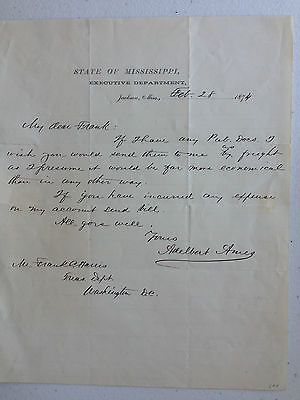 STATE OF MISSISSIPPI,
EXECUTIVE DEPARTMENT,
Jackson, Miss., Feb. 28 1874
My dear Frank:
If I have any Pub. Docs. I
wish you would send them to me by freight
as I presume it would be far more economical
than in any other way.
If you have incurred any expense
on my account send bill.
All goes well.
Yours
Adelbert Ames
Mr. Frank Morris
Treas. Dept
Washington D.C.